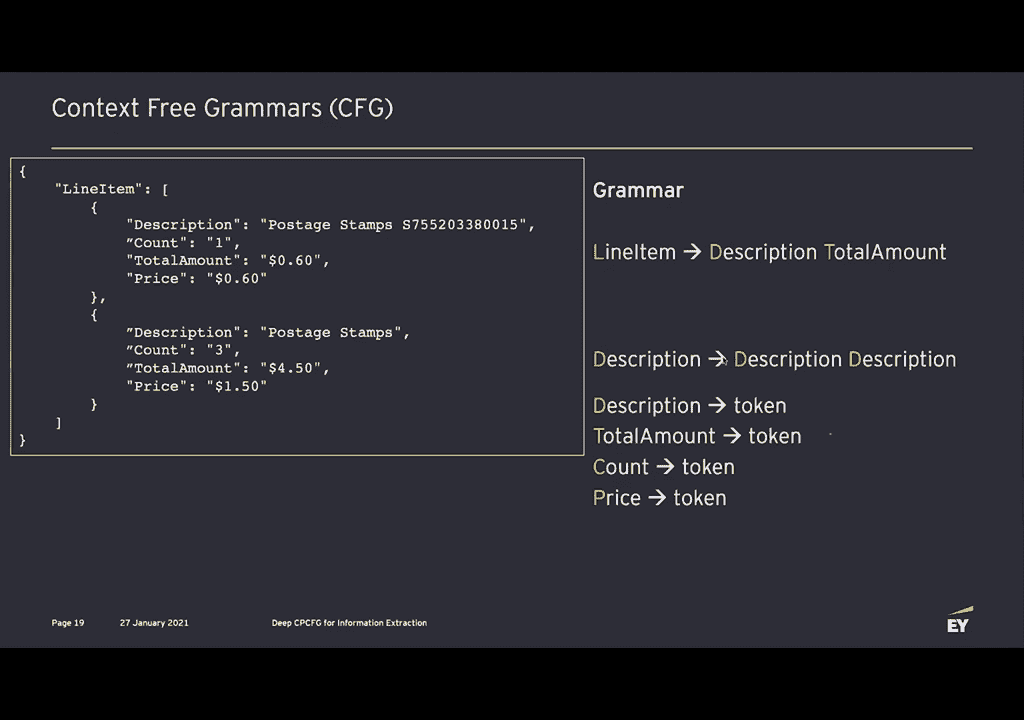 Context Free Grammars (CFG)
{
"LineItem": [
{
"Description": "Postage Stamps S755203380015",
”Count": "1",
"TotalAmount": "$0.60",
"Price": "$0.60"
},
{
”Description": "Postage Stamps",
”Count": "3",
”TotalAmount": "$4.50",
"Price": "$1.50"
}
]
}
Grammar
LineItem → Description TotalAmount
Description → Description Description
Description → token
TotalAmount → token
Count → token
Price → token
Page 19
27 January 2021
Deep CPCFG for Information Extraction
EY